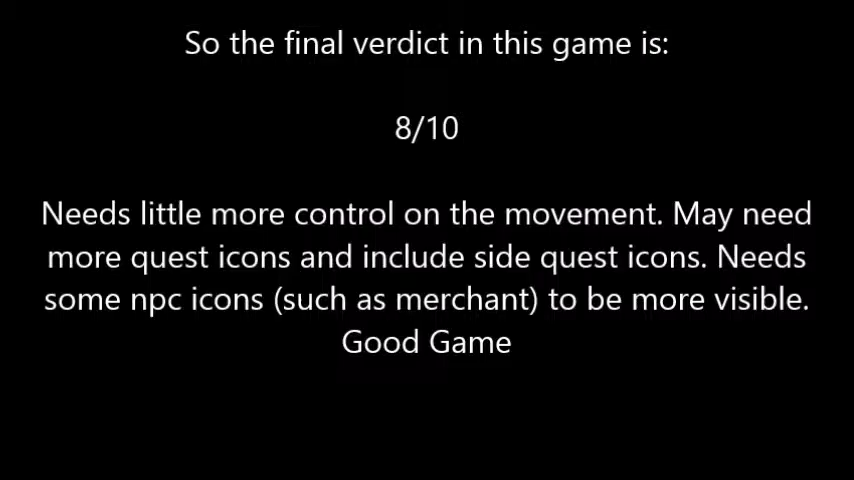 So the final verdict in this game is:
8/10
Needs little more control on the movement. May need
more quest icons and include side quest icons. Needs
some npc icons (such as merchant) to be more visible.
Good Game